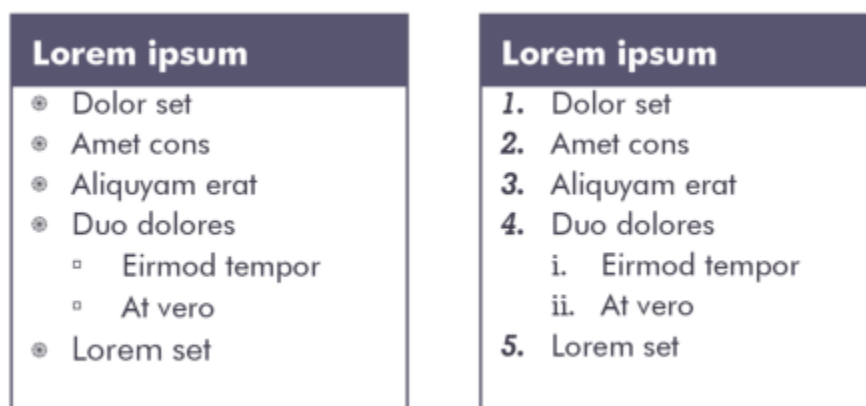 Lorem ipsum
Dolor set
Amet cons
Aliquyam erat
Duo dolores
Eirmod tempor
At vero
Lorem set
Lorem ipsum
1. Dolor set
2. Amet cons
3. Aliquyam erat
4. Duo dolores
i. Eirmod tempor
ii. At vero
5. Lorem set